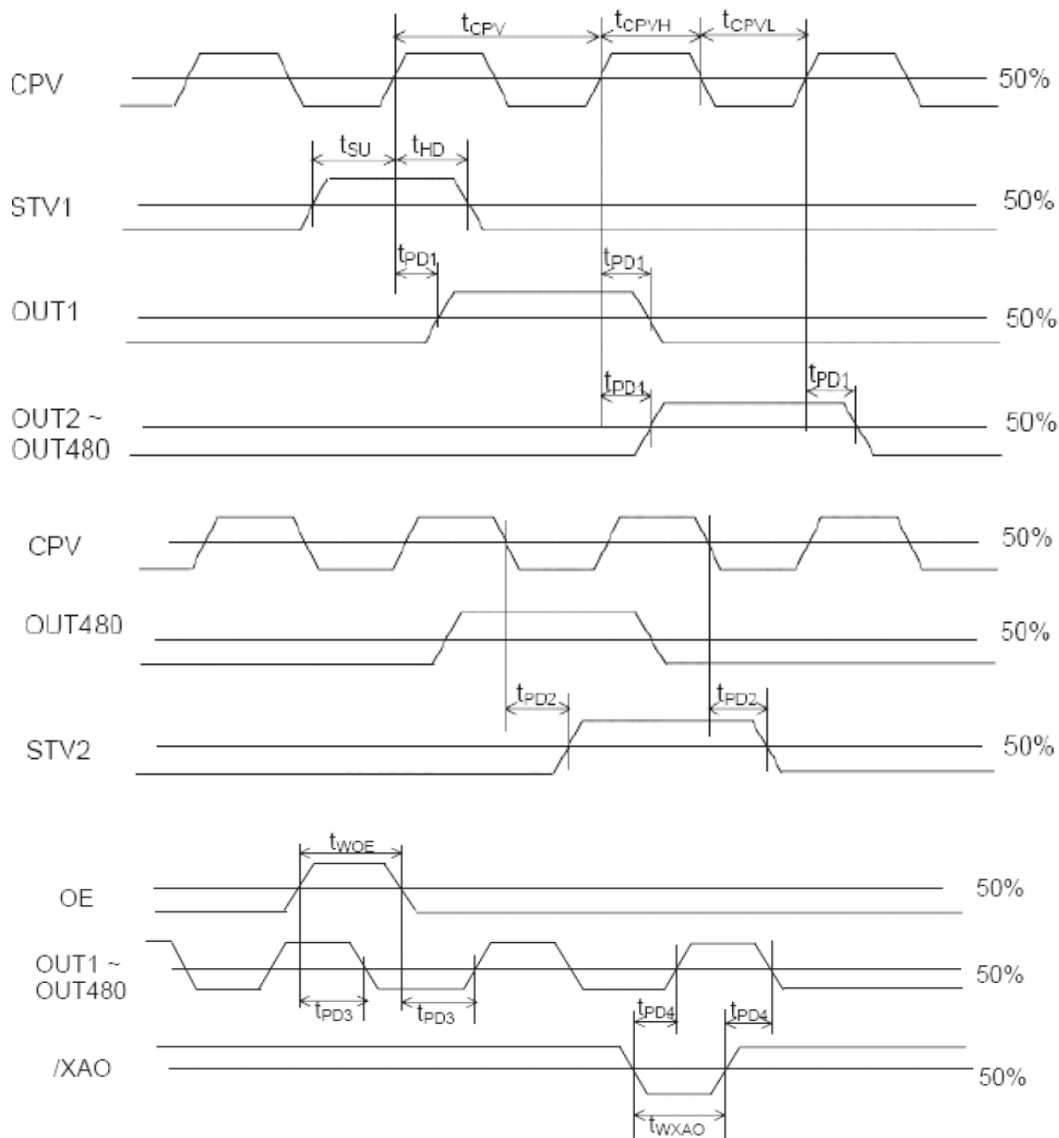 tCPV tCPVH tCPVL
CPV 50%
tSU tHD
STV1 50%
tPD1 tPD1
OUT1 50%
tPD1 tPD1
OUT2 ~ 50%
OUT480
CPV 50%
OUT480 50%
tPD2 tPD2
STV2 50%
tWOE
OE 50%
OUT1 ~ 50%
OUT480
tPD3 tPD3 tPD4 tPD4
/XAO 50%
tWXAO